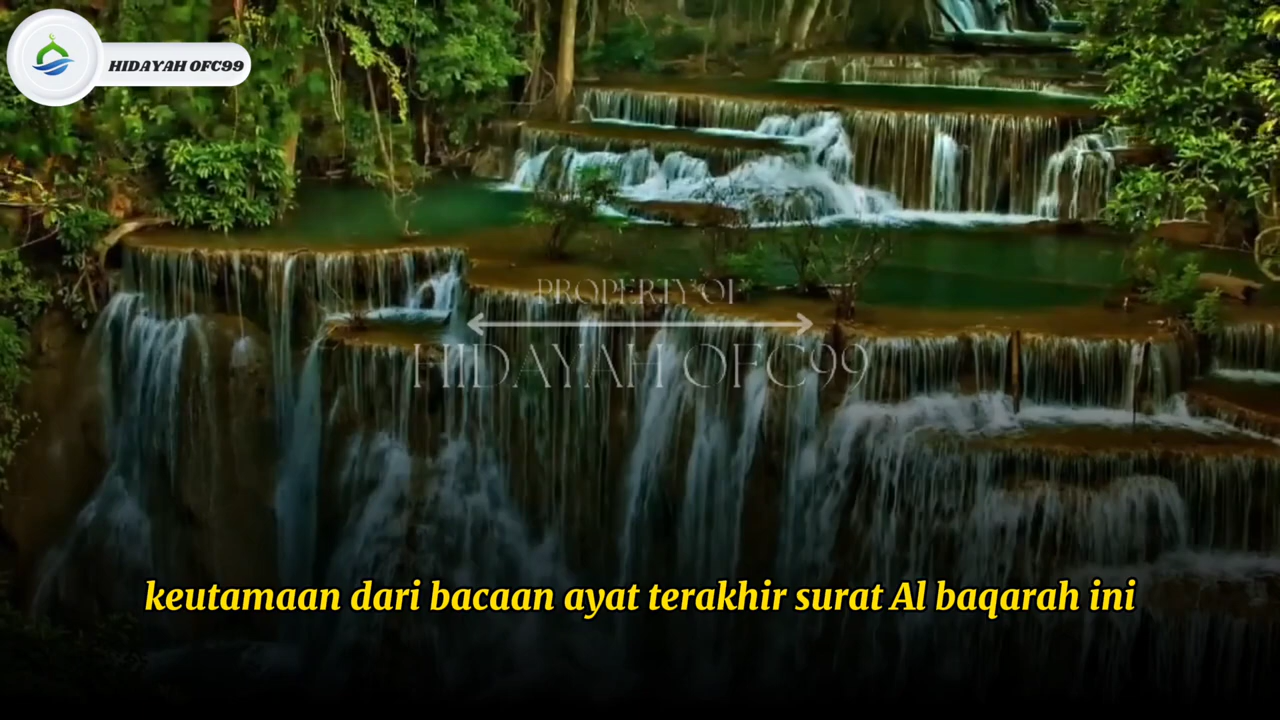 HIDAYAH OFC99
PROPERTY OF
HIDAYAH OFC99
keutamaan dari bacaan ayat terakhir surat Al baqarah ini